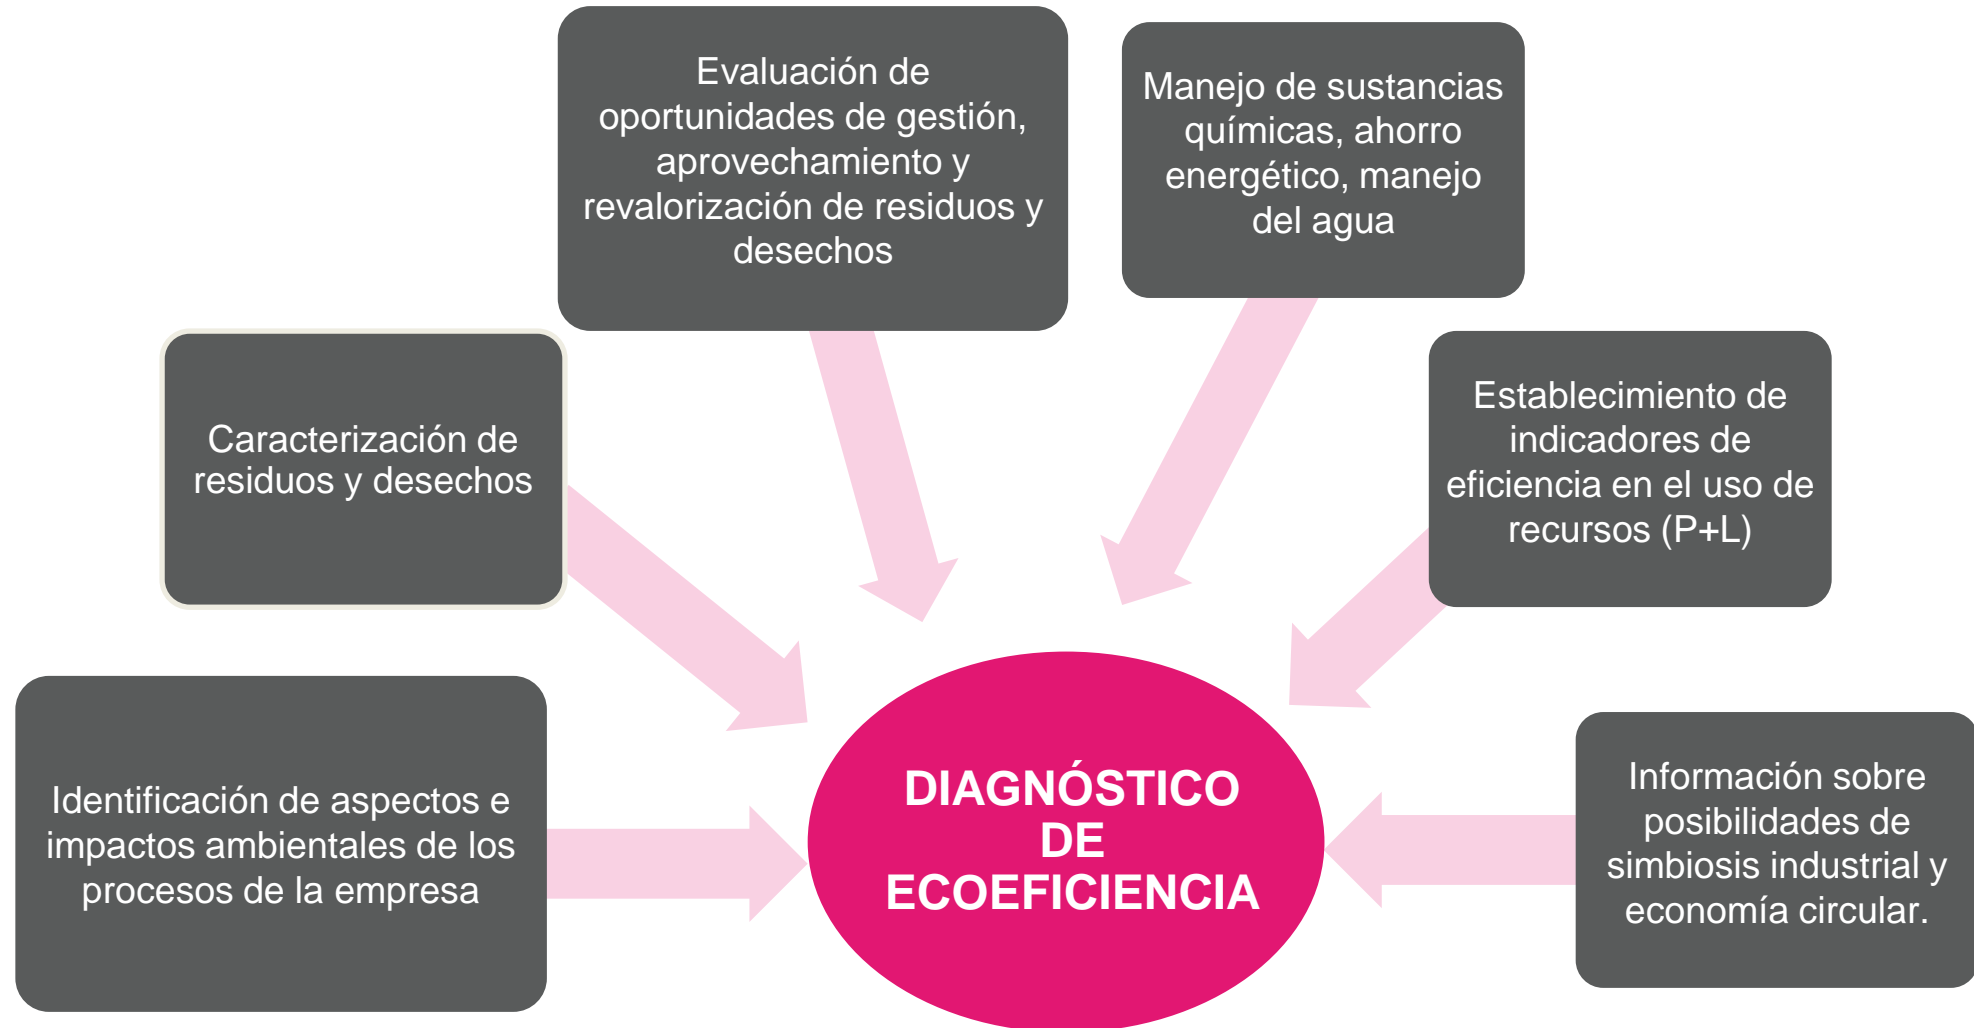 Evaluación de
oportunidades de gestión,
aprovechamiento y
revalorización de residuos y
desechos
Manejo de sustancias
químicas, ahorro
energético, manejo
del agua
Caracterización de
residuos y desechos
Establecimiento de
indicadores de
eficiencia en el uso de
recursos (P+L)
Identificación de aspectos e
impactos ambientales de los
procesos de la empresa
DIAGNÓSTICO
DE
ECOEFICIENCIA
Información sobre
posibilidades de
simbiosis industrial y
economía circular.